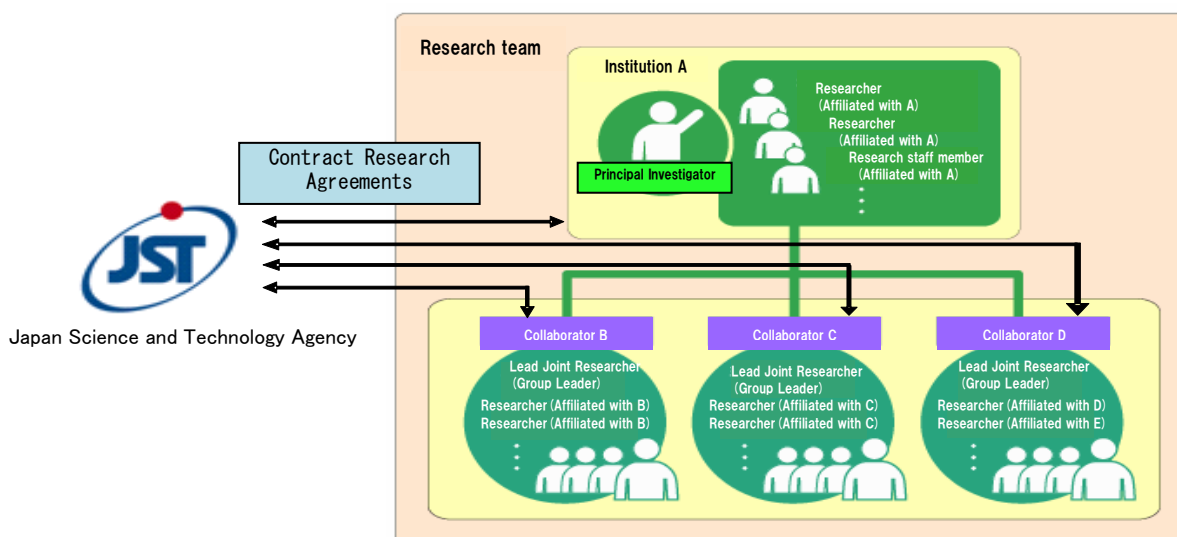 Research team
Institution A
Researcher
(Affiliated with A)
Researcher
(Affiliated with A)
Research staff member
(Affiliated with A)
Principal Investigator
Contract Research
Agreements
JST
Japan Science and Technology Agency
Collaborator B
Lead Joint Researcher
(Group Leader)
Researcher(Affiliated with B)
Researcher(Affiliated with B)
Collaborator C
Lead Joint Researcher
(Group Leader)
Researcher(Affiliated with C)
Researcher(Affiliated with C)
Collaborator D
Lead Joint Researcher
(Group Leader)
Researcher(Affiliated with D)
Researcher(Affiliated with E)